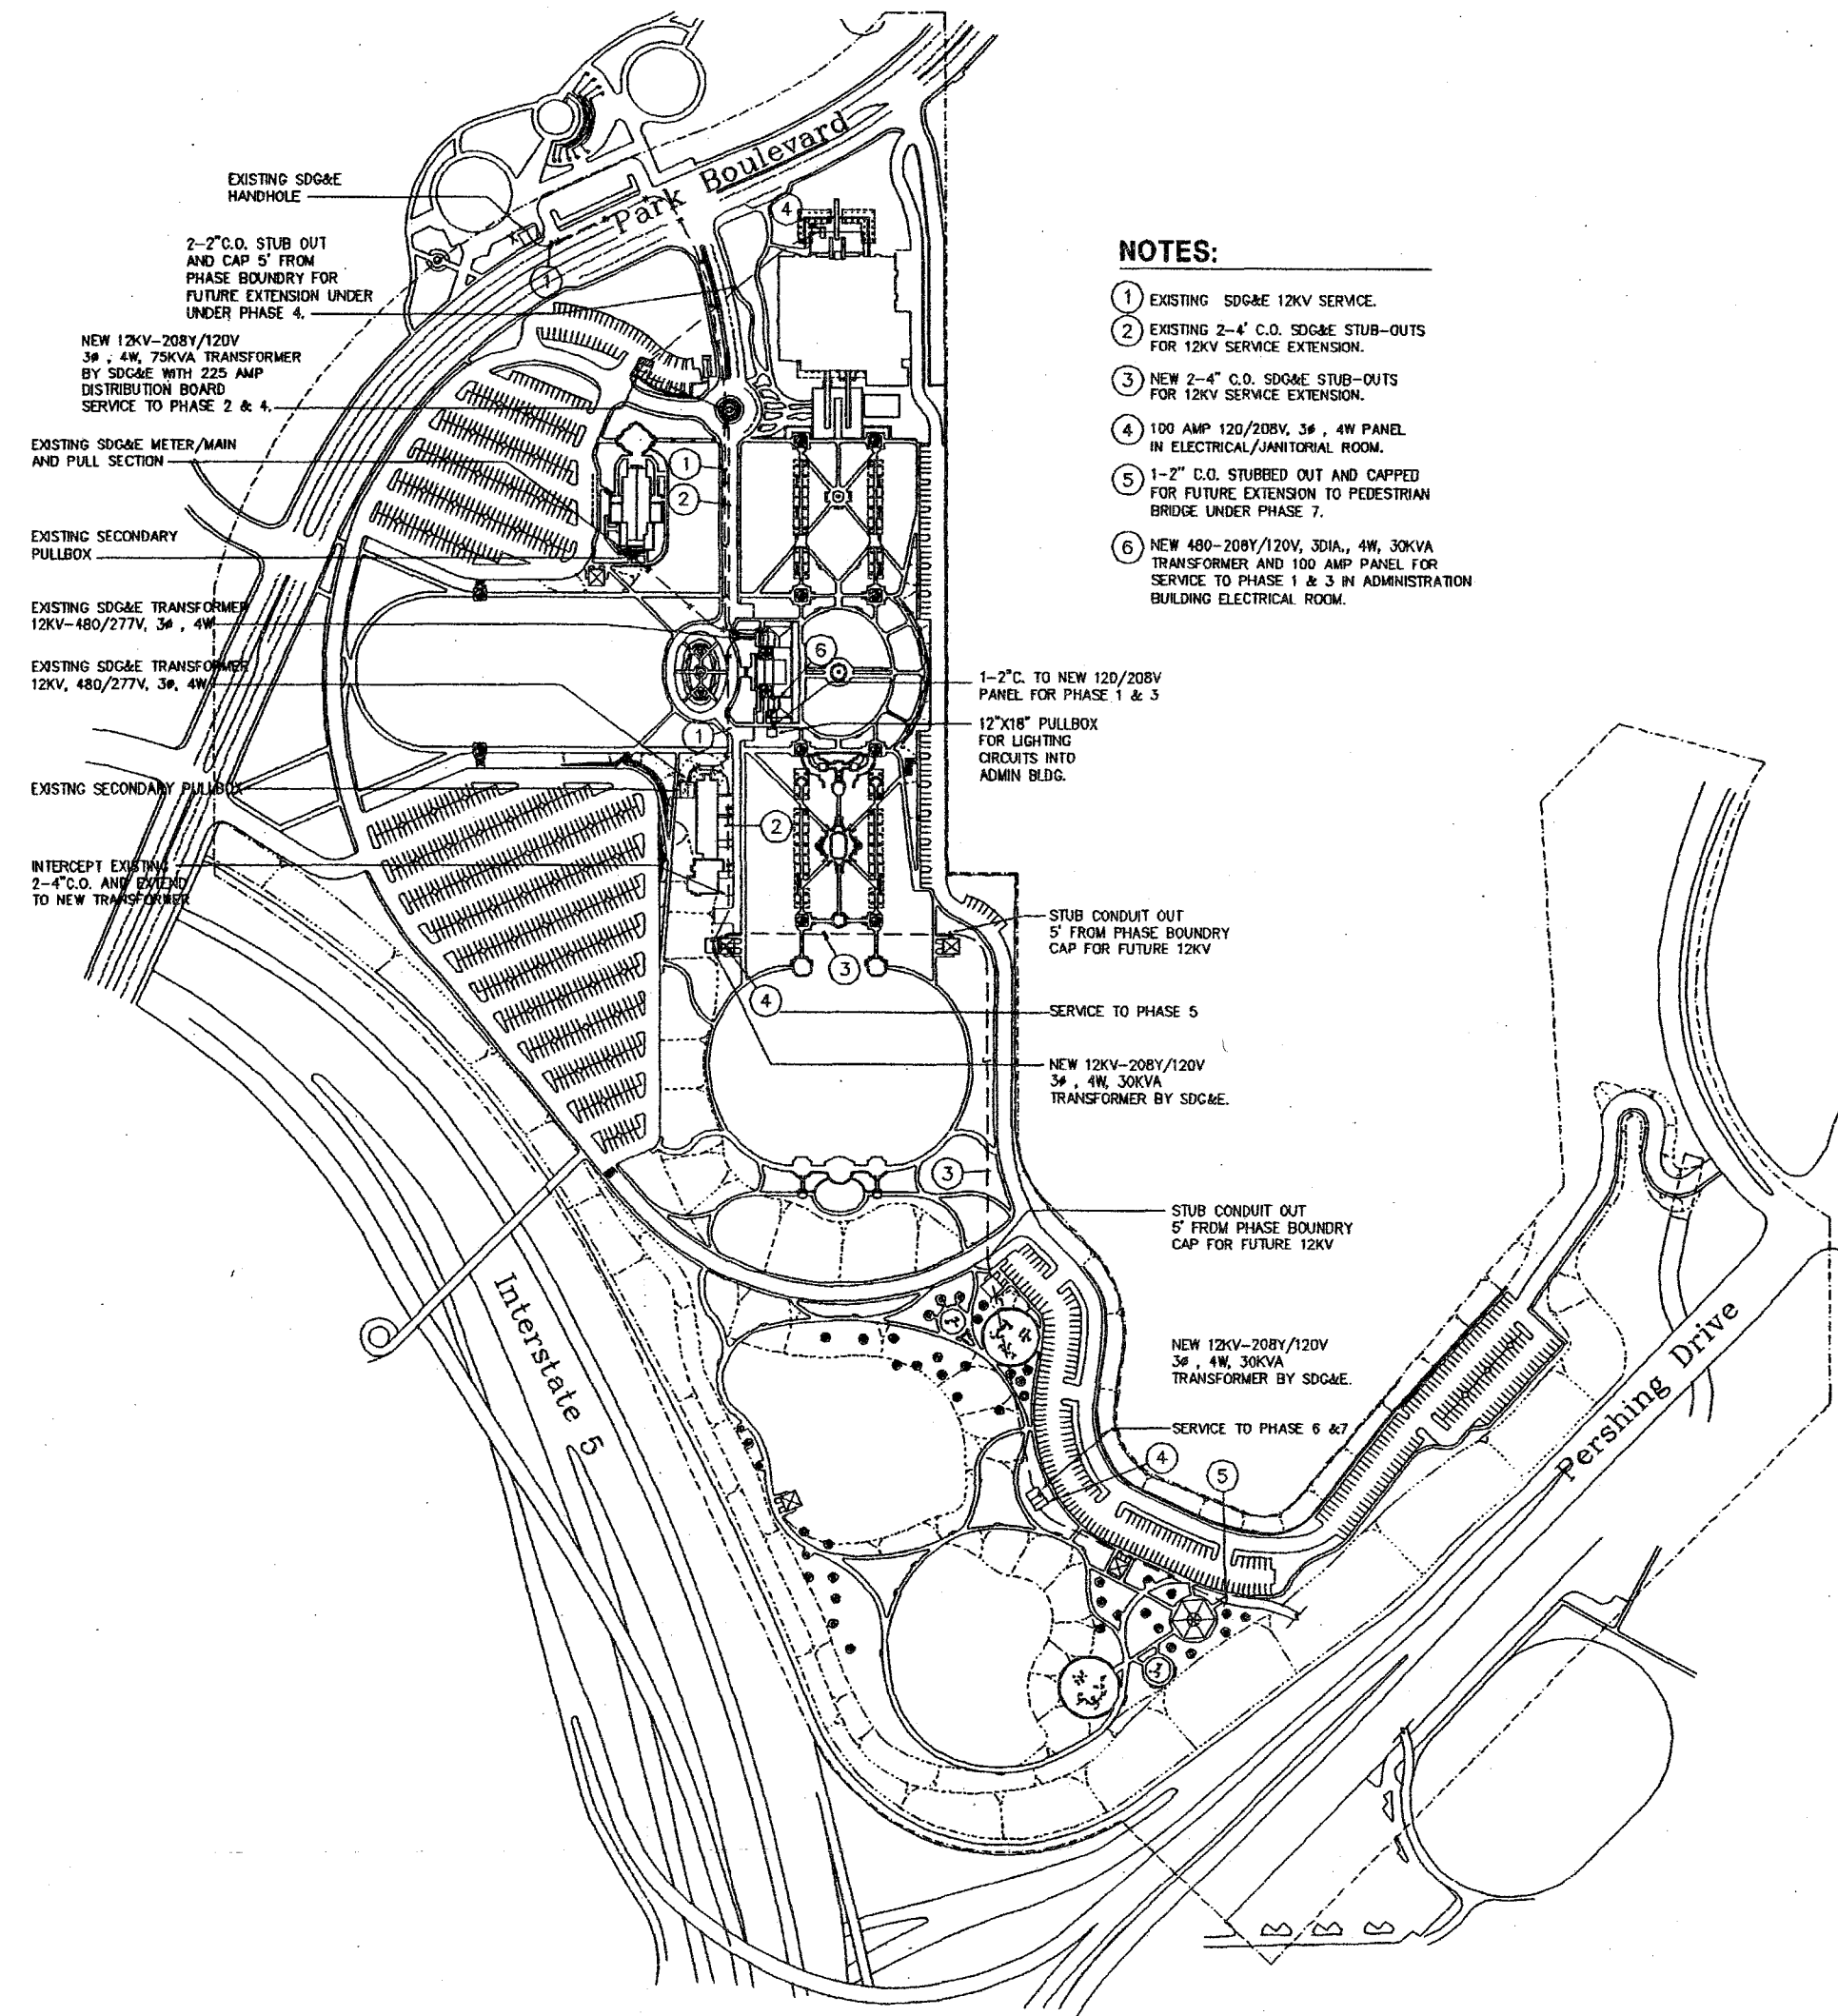 EXISTING SDG&E
HANDHOLE
2-2"C.O. STUB OUT
AND CAP 5' FROM
PHASE BOUNDRY FOR
FUTURE EXTENSION UNDER
UNDER PHASE 4.
NEW 12KV-208Y/120V
3ø , 4W, 75KVA TRANSFORMER
BY SDG&E WITH 225 AMP
DISTRIBUTION BOARD
SERVICE TO PHASE 2 & 4.
EXISTING SDG&E METER/MAIN
AND PULL SECTION
EXISTING SECONDARY
PULLBOX
EXISTING SDG&E TRANSFORMER
12KV-480/277V, 3ø , 4W
EXISTING SDG&E TRANSFORMER
12KV, 480/277V, 3ø, 4W
EXISTNG SECONDARY PULLBOX
INTERCEPT EXISTING
2-4"C.O. AND EXTEND
TO NEW TRANSFORMER
Park Boulevard
4
1
1
2
6
1
2
3
4
3
4
5
NOTES:
1 EXISTING SDG&E 12KV SERVICE.
2 EXISTING 2-4' C.O. SDG&E STUB-OUTS
FOR 12KV SERVICE EXTENSION.
3 NEW 2-4" C.O. SDG&E STUB-OUTS
FOR 12KV SERVICE EXTENSION.
4 100 AMP 120/208V, 3ø , 4W PANEL
IN ELECTRICAL/JANITORIAL ROOM.
5 1-2" C.O. STUBBED OUT AND CAPPED
FOR FUTURE EXTENSION TO PEDESTRIAN
BRIDGE UNDER PHASE 7.
6 NEW 480-208Y/120V, 3DIA., 4W, 30KVA
TRANSFORMER AND 100 AMP PANEL FOR
SERVICE TO PHASE 1 & 3 IN ADMINISTRATION
BUILDING ELECTRICAL ROOM.
1-2"C. TO NEW 120/208V
PANEL FOR PHASE 1 & 3
12"X18" PULLBOX
FOR LIGHTING
CIRCUITS INTO
ADMIN BLDG.
STUB CONDUIT OUT
5' FROM PHASE BOUNDRY
CAP FOR FUTURE 12KV
SERVICE TO PHASE 5
NEW 12KV-208Y/120V
3ø , 4W, 30KVA
TRANSFORMER BY SDG&E.
STUB CONDUIT OUT
5' FROM PHASE BOUNDRY
CAP FOR FUTURE 12KV
NEW 12KV-208Y/120V
3ø , 4W, 30KVA
TRANSFORMER BY SDG&E.
SERVICE TO PHASE 6 &7
Interstate 5
Pershing Drive